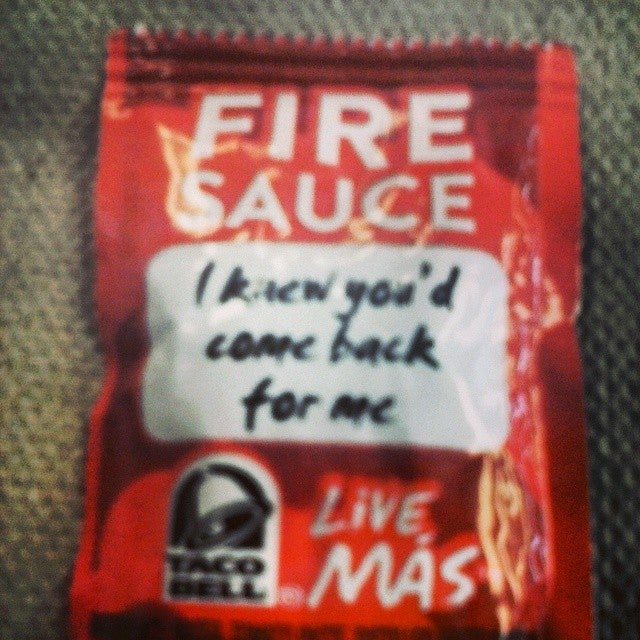 FIRE
SAUCE
I knew you'd
come back
for me
TACO
BELL
®
LIVE
MÁS